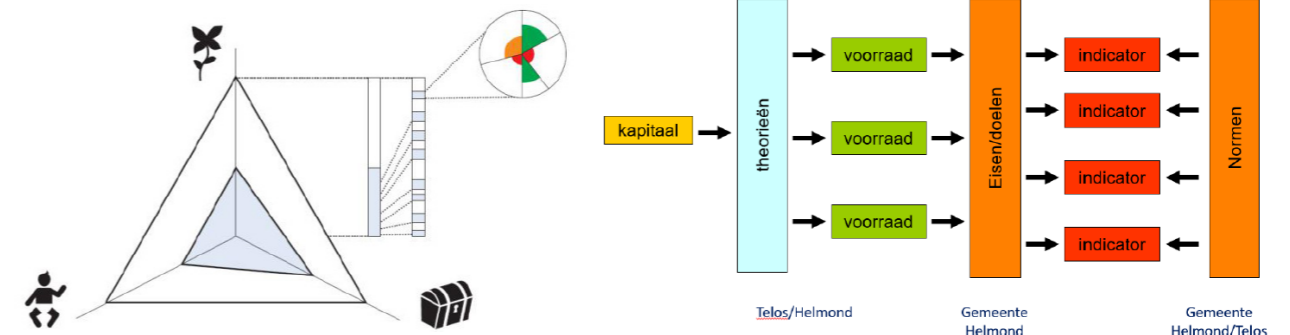 kapitaal
theorieën
voorraad
voorraad
voorraad
Eisen/doelen
indicator
indicator
indicator
indicator
Normen
Telos/Helmond
Gemeente
Helmond
Gemeente
Helmond/Telos